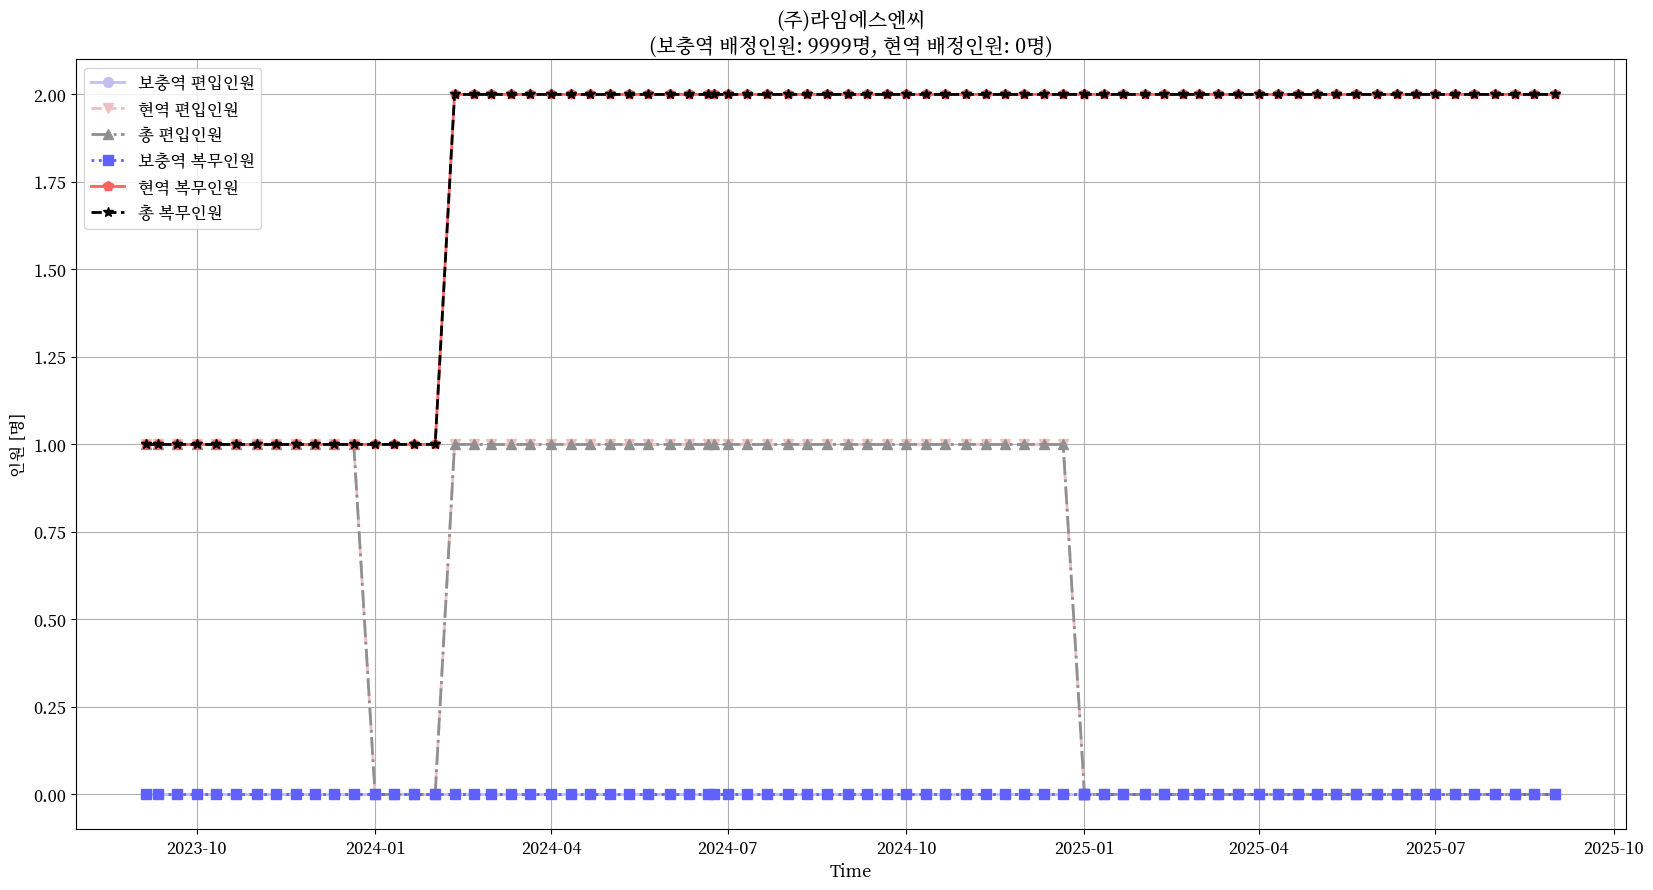 (주)라임에스엔씨
(보충역 배정인원: 9999명, 현역 배정인원: 0명)
보충역 편입인원
현역 편입인원
총 편입인원
보충역 복무인원
현역 복무인원
총 복무인원
2.00
1.75
1.50
1.25
1.00
0.75
0.50
0.25
0.00
인원 [명]
2023-10
2024-01
2024-04
2024-07
2024-10
2025-01
2025-04
2025-07
2025-10
Time